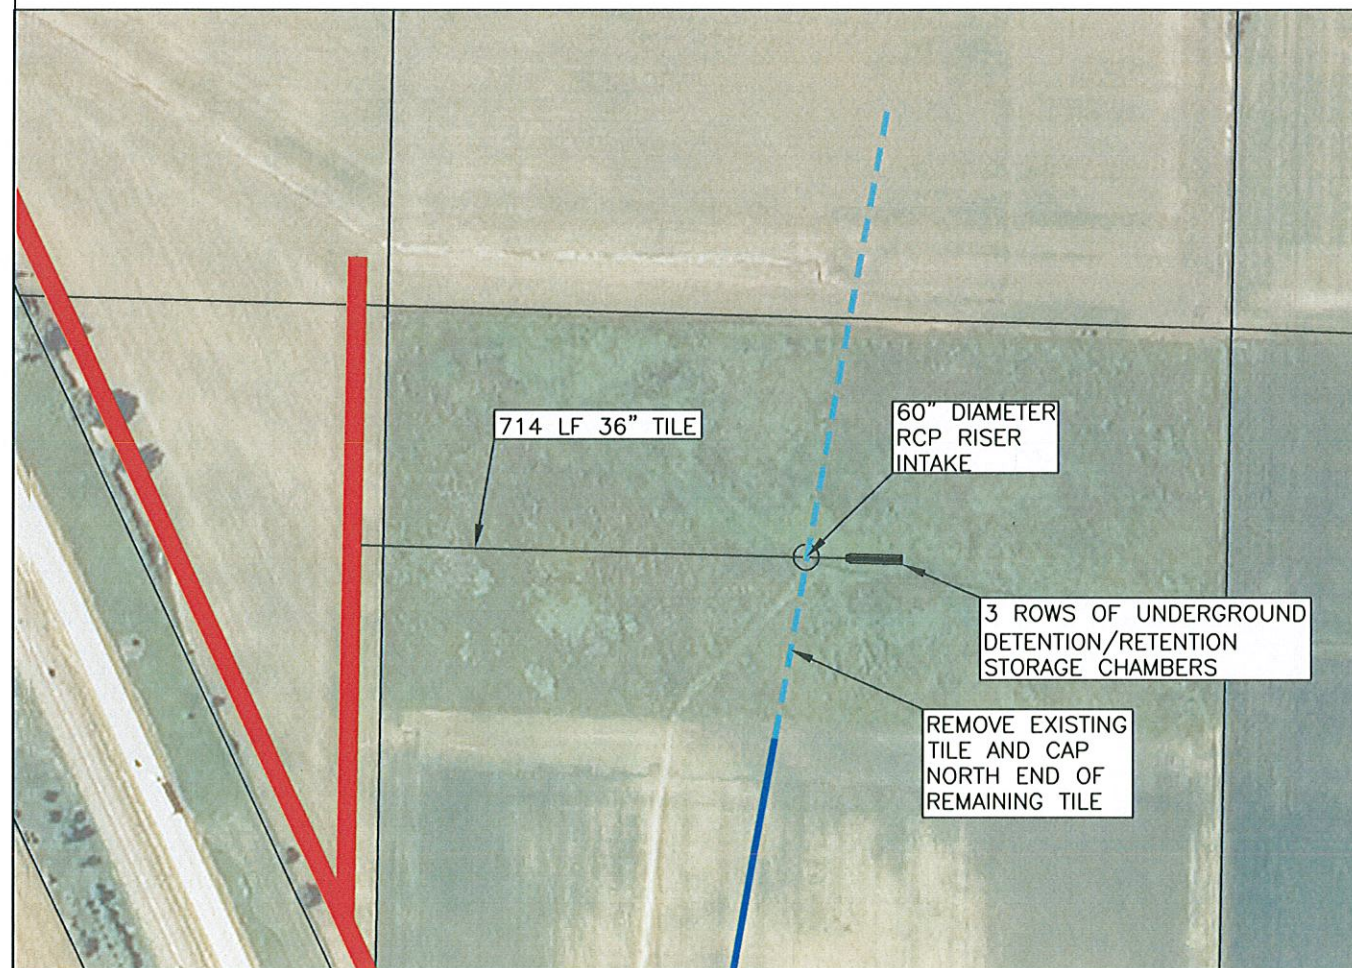 714 LF 36" TILE
60" DIAMETER
RCP RISER
INTAKE
3 ROWS OF UNDERGROUND
DETENTION/RETENTION
STORAGE CHAMBERS
REMOVE EXISTING
TILE AND CAP
NORTH END OF
REMAINING TILE